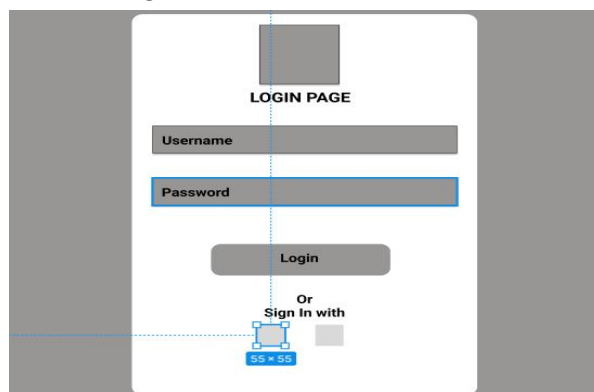 LOGIN PAGE
Username
Password
Login
Or
Sign In with
55 × 55